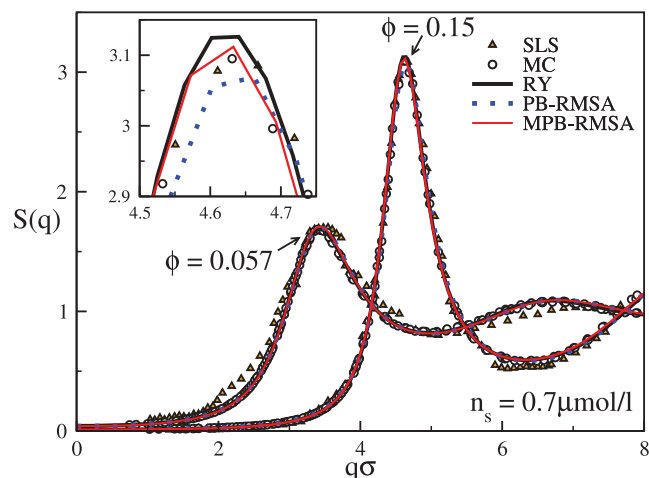 ϕ = 0.15
3.1
3
2.9
4.5 4.6 4.7
SLS
MC
RY
PB-RMSA
MPB-RMSA
3
2
1
0
S(q)
ϕ = 0.057
nₛ = 0.7μmol/l
0 2 4 6 8
qσ